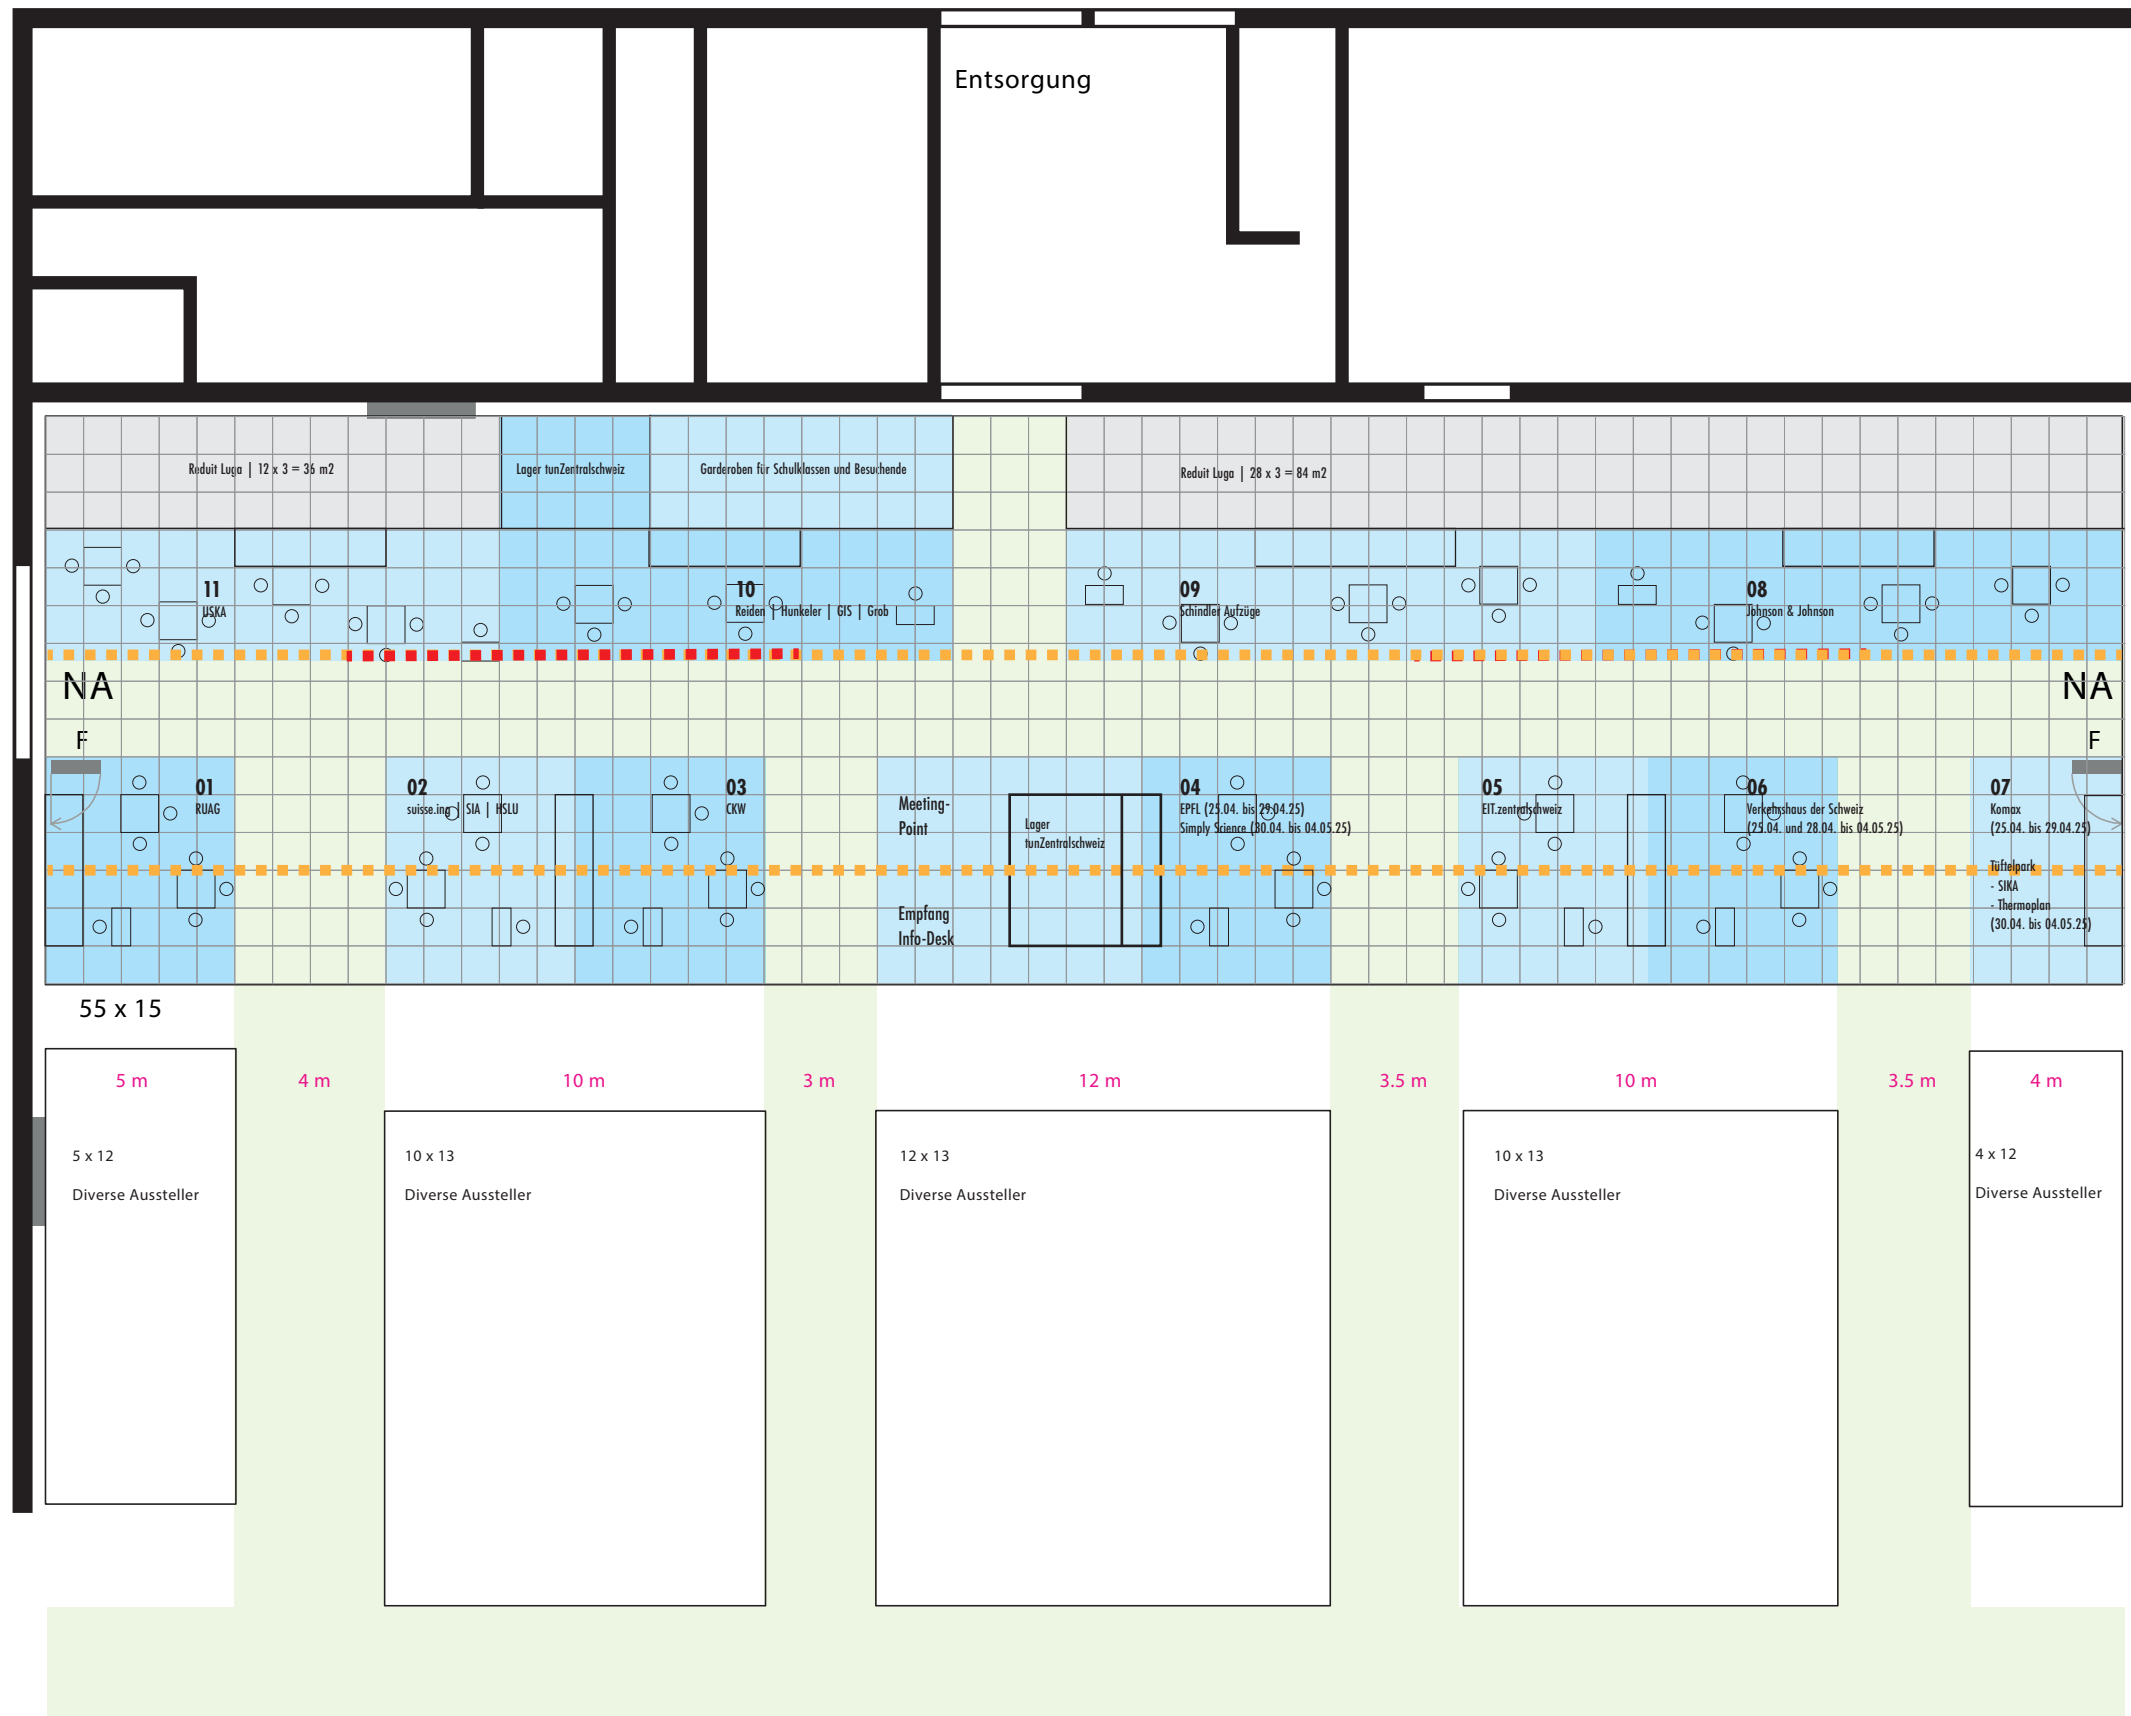 Entsorgung
Reduit Luga | 12 x 3 = 36 m2
Lager tunZentralschweiz
Garderoben für Schulklassen und Besuchende
Reduit Luga | 28 x 3 = 84 m2
11
USKA
10
Reiden | Hunkeler | GIS | Grob
09
Schindler Aufzüge
08
Johnson & Johnson
NA
NA
F
F
01
RUAG
02
suisse.ing | SIA | HSLU
03
CKW
Meeting-
Point
Lager
tunZentralschweiz
Empfang
Info-Desk
04
EPFL (25.04. bis 29.04.25)
Simply Science (30.04. bis 04.05.25)
05
EIT.zentralschweiz
06
Verkehrshaus der Schweiz
(25.04. und 28.04. bis 04.05.25)
07
Komax
(25.04. bis 29.04.25)
Tüftelpark
- SIKA
- Thermoplan
(30.04. bis 04.05.25)
55 x 15
5 m
4 m
10 m
3 m
12 m
3.5 m
10 m
3.5 m
4 m
5 x 12
Diverse Aussteller
10 x 13
Diverse Aussteller
12 x 13
Diverse Aussteller
10 x 13
Diverse Aussteller
4 x 12
Diverse Aussteller